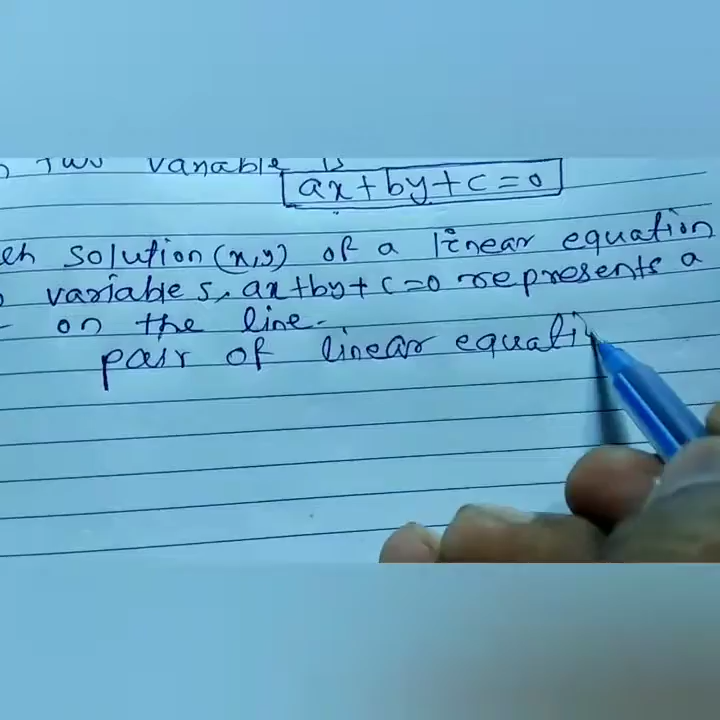 Two variable is
ax+by+c=0
solution (x,y) of a linear equation
variables, ax+by+c=0 represents a
on the line.
pair of linear equati